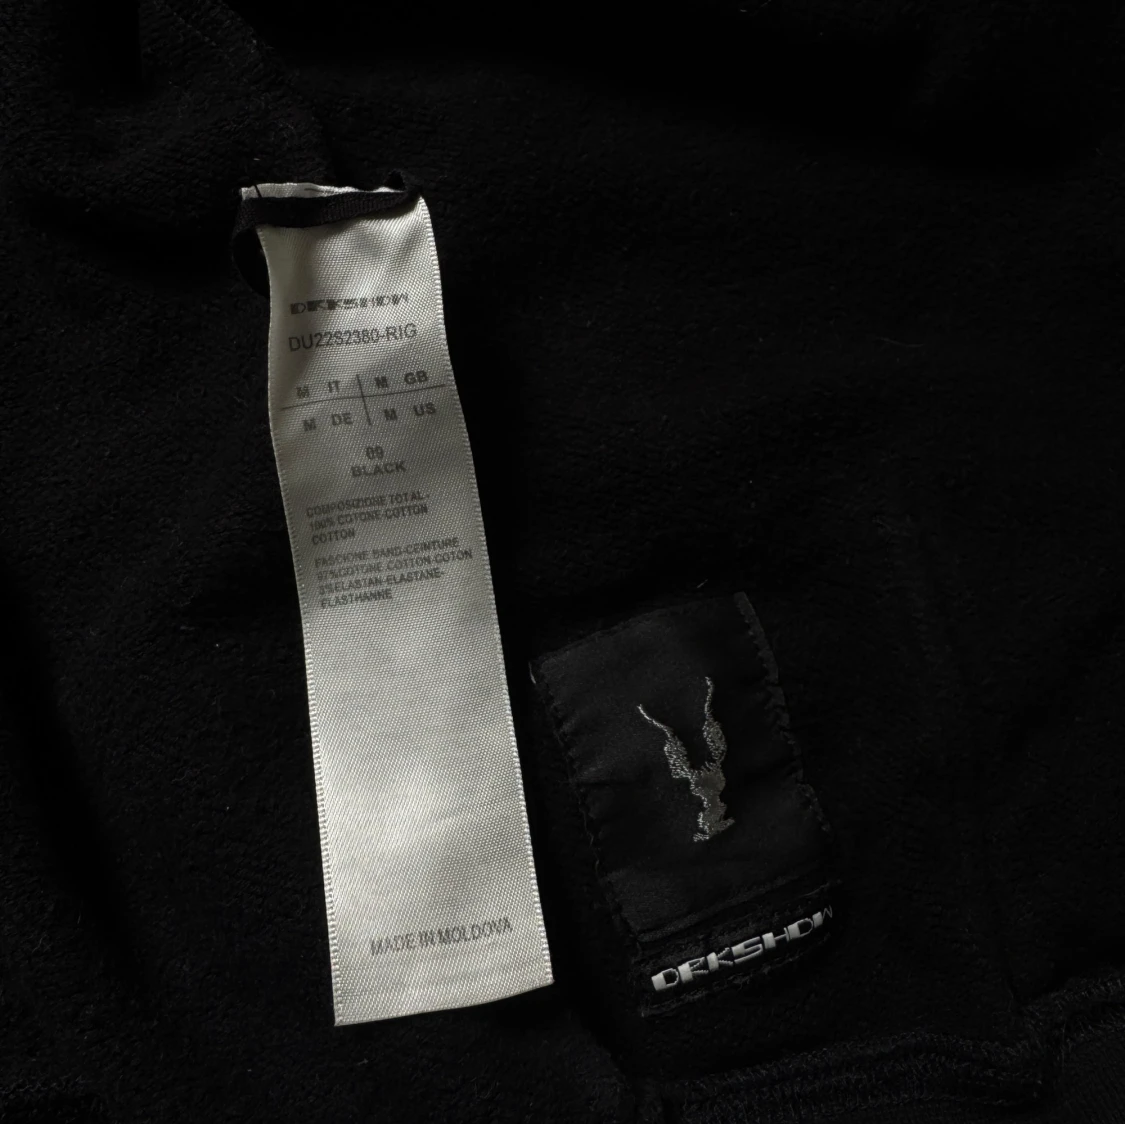 DRKSHDW
DU22S2380-RIG
M IT | M GB
M DE | M US
09
BLACK
COMPOSIZIONE TOTAL-
100% COTONE-COTTON
COTTON
FASCIONE BAND-CEINTURE
97%COTONE COTTON COTON
3%ELASTAN-ELASTANE-
ELASTHANNE
MADE IN MOLDOVA
DRKSHDW